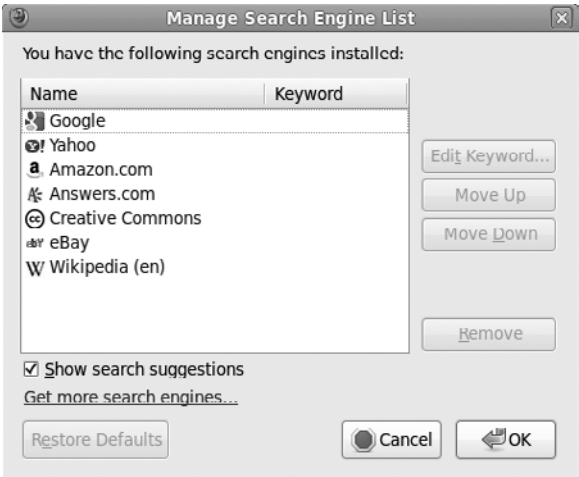 Manage Search Engine List
You have the following search engines installed:
Name Keyword
Google
Yahoo
Amazon.com
Answers.com
Creative Commons
eBay
Wikipedia (en)
Edit Keyword...
Move Up
Move Down
Remove
Show search suggestions
Get more search engines...
Restore Defaults Cancel OK